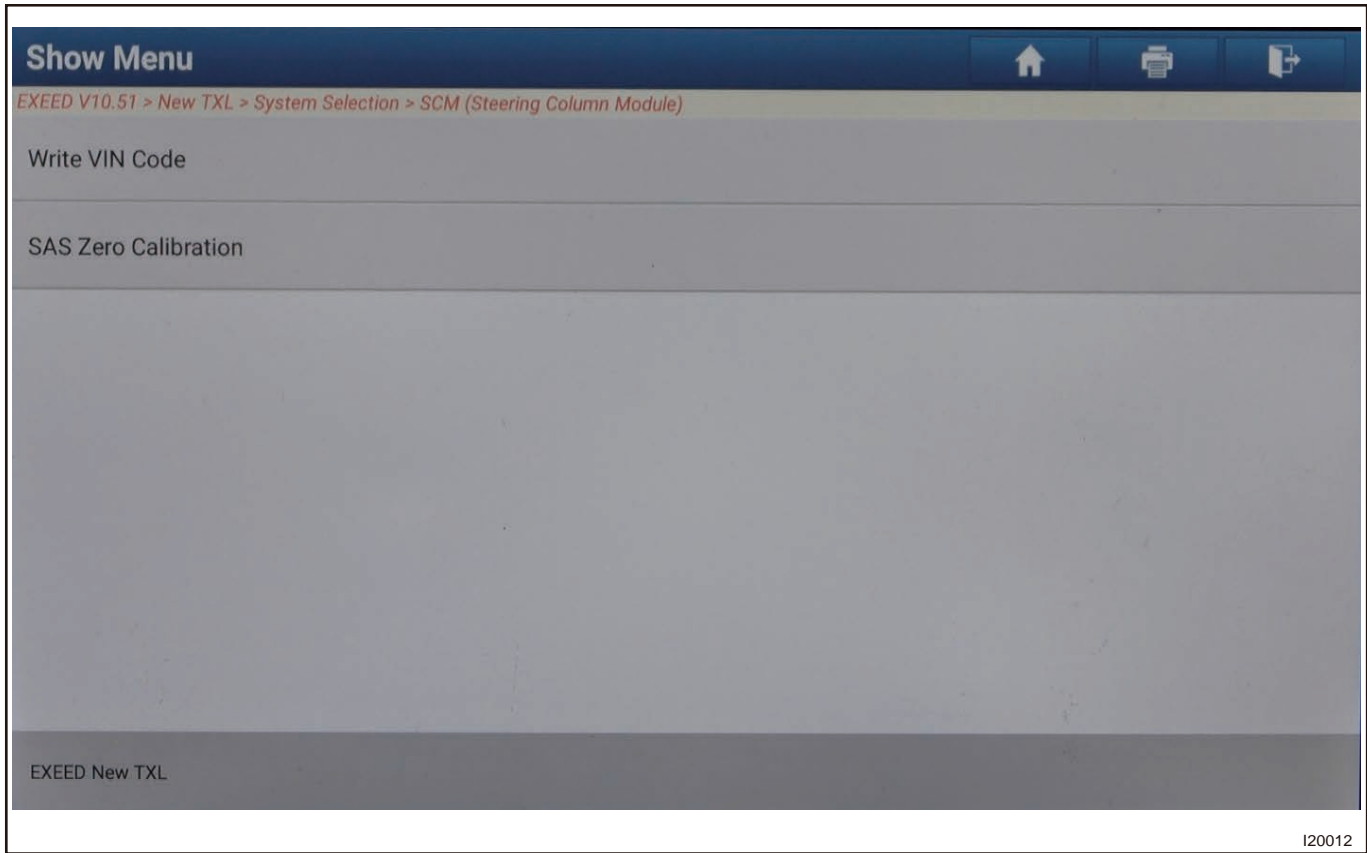 Show Menu
EXEED V10.51 > New TXL > System Selection > SCM (Steering Column Module)
Write VIN Code
SAS Zero Calibration
EXEED New TXL
I20012